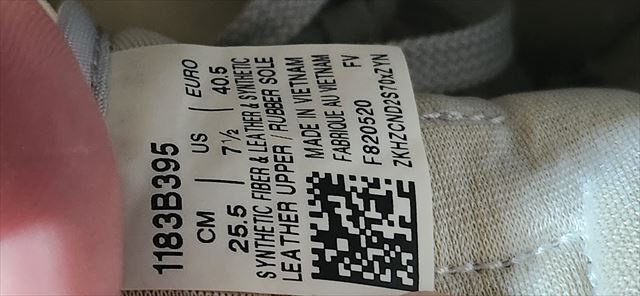 1183B395
CM US EURO
25.5 7½ 40.5
SYNTHETIC FIBER & LEATHER & SYNTHETIC
LEATHER UPPER / RUBBER SOLE
MADE IN VIETNAM
FABRIQUE AU VIETNAM
F820520 FV
ZKHZCND2S70xZYN